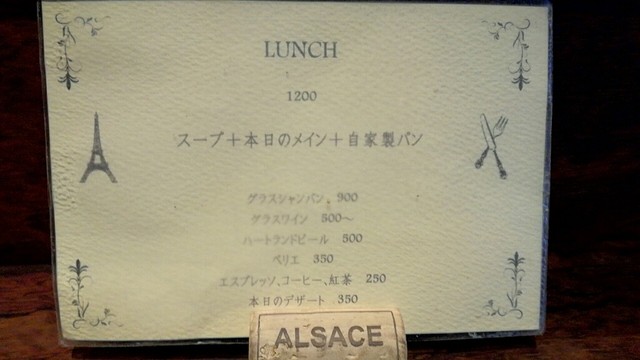 LUNCH
1200
スープ+本日のメイン+自家製パン
グラスシャンパン、900
グラスワイン 500~
ハートランドビール 500
ペリエ 350
エスプレッソ、コーヒー、紅茶 250
本日のデザート 350
ALSACE